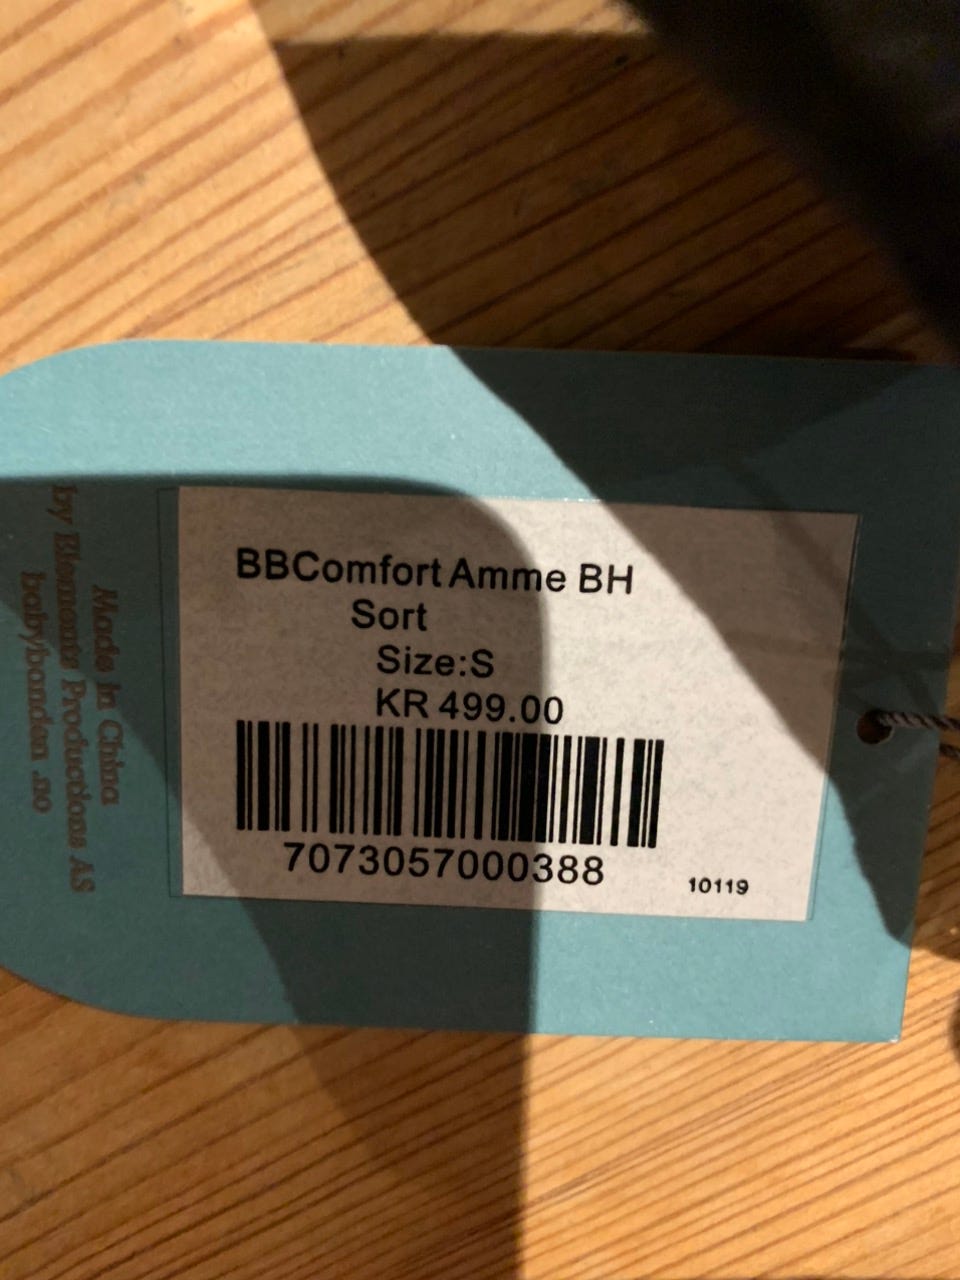 BBComfort Amme BH
Sort
Size:S
KR 499.00
7073057000388
10119
Made In China
by Elements Productions AS
babybanden .no